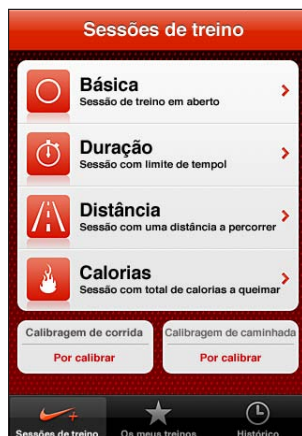 Sessões de treino
Básica
Sessão de treino em aberto
Duração
Sessão com limite de tempol
Distância
Sessão com uma distância a percorrer
Calorias
Sessão com total de calorias a queimar
Calibragem de corrida
Calibragem de caminhada
Por calibrar
Por calibrar
Sessões de treino
Os meus treinos
Histórico